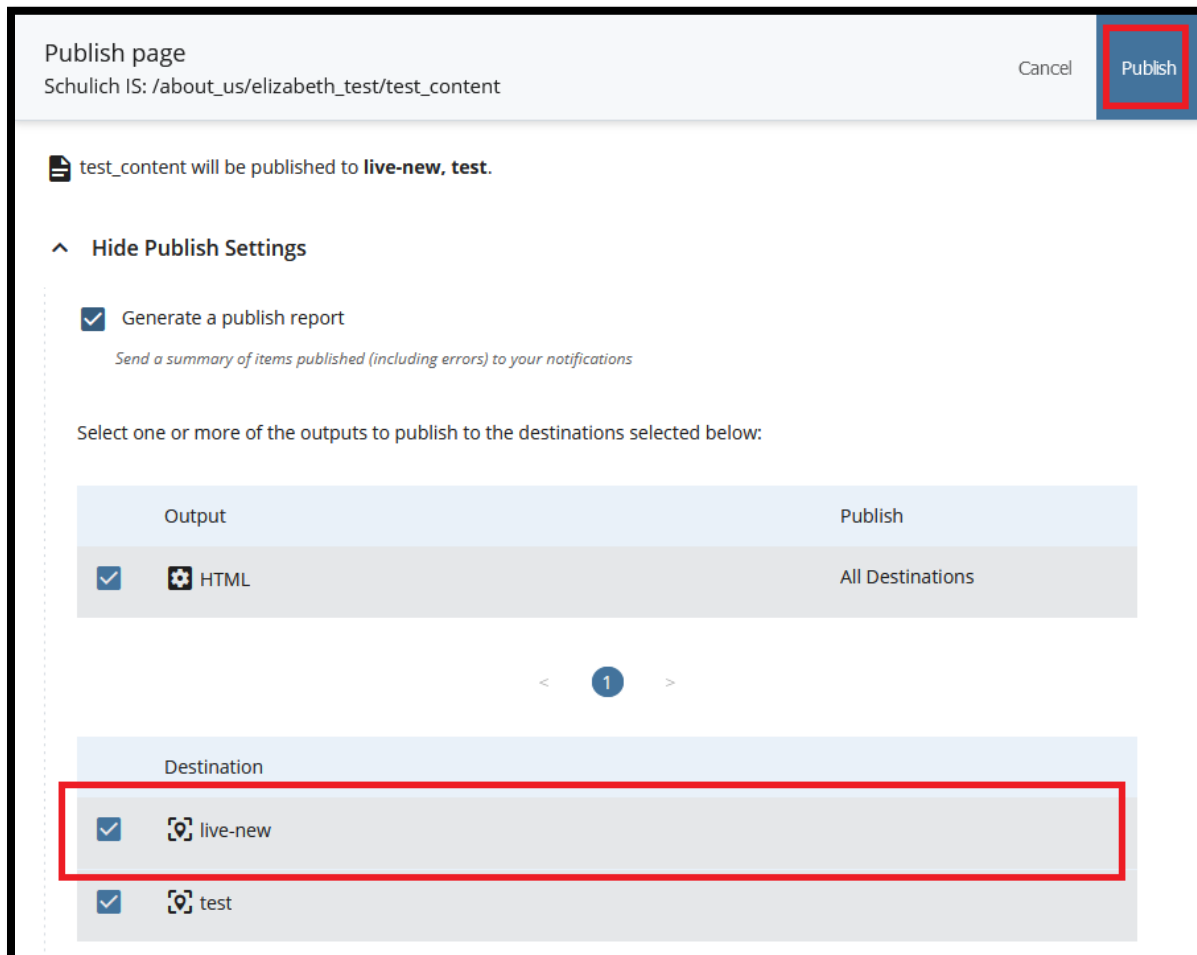 Publish page
Schulich IS: /about_us/elizabeth_test/test_content
Cancel
Publish
test_content will be published to live-new, test.
Hide Publish Settings
Generate a publish report
Send a summary of items published (including errors) to your notifications
Select one or more of the outputs to publish to the destinations selected below:
Output Publish
HTML All Destinations
< 1 >
Destination
live-new
test